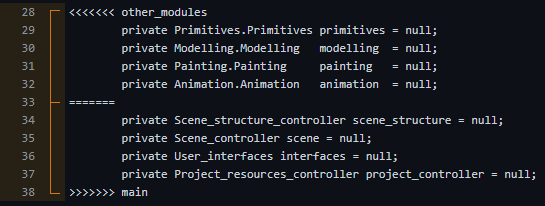 28 <<<<<<< other_modules
29 private Primitives.Primitives primitives = null;
30 private Modelling.Modelling modelling = null;
31 private Painting.Painting painting = null;
32 private Animation.Animation animation = null;
33 =======
34 private Scene_structure_controller scene_structure = null;
35 private Scene_controller scene = null;
36 private User_interfaces interfaces = null;
37 private Project_resources_controller project_controller = null;
38 >>>>>>> main